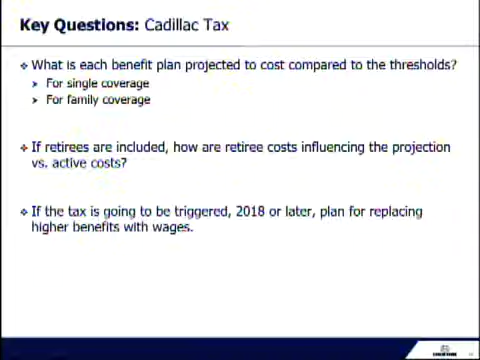 Key Questions: Cadillac Tax
What is each benefit plan projected to cost compared to the thresholds?
For single coverage
For family coverage
If retirees are included, how are retiree costs influencing the projection
vs. active costs?
If the tax is going to be triggered, 2018 or later, plan for replacing
higher benefits with wages.